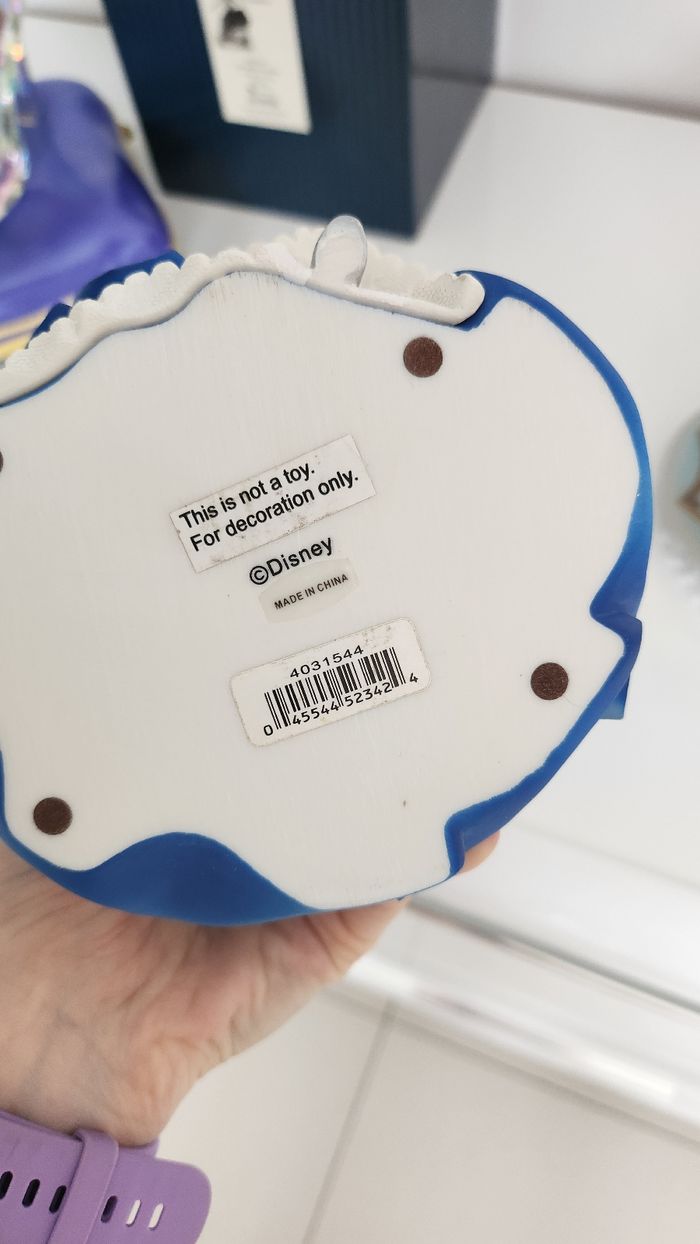 This is not a toy.
For decoration only.
©Disney
MADE IN CHINA
4031544
0 45544 52342 4